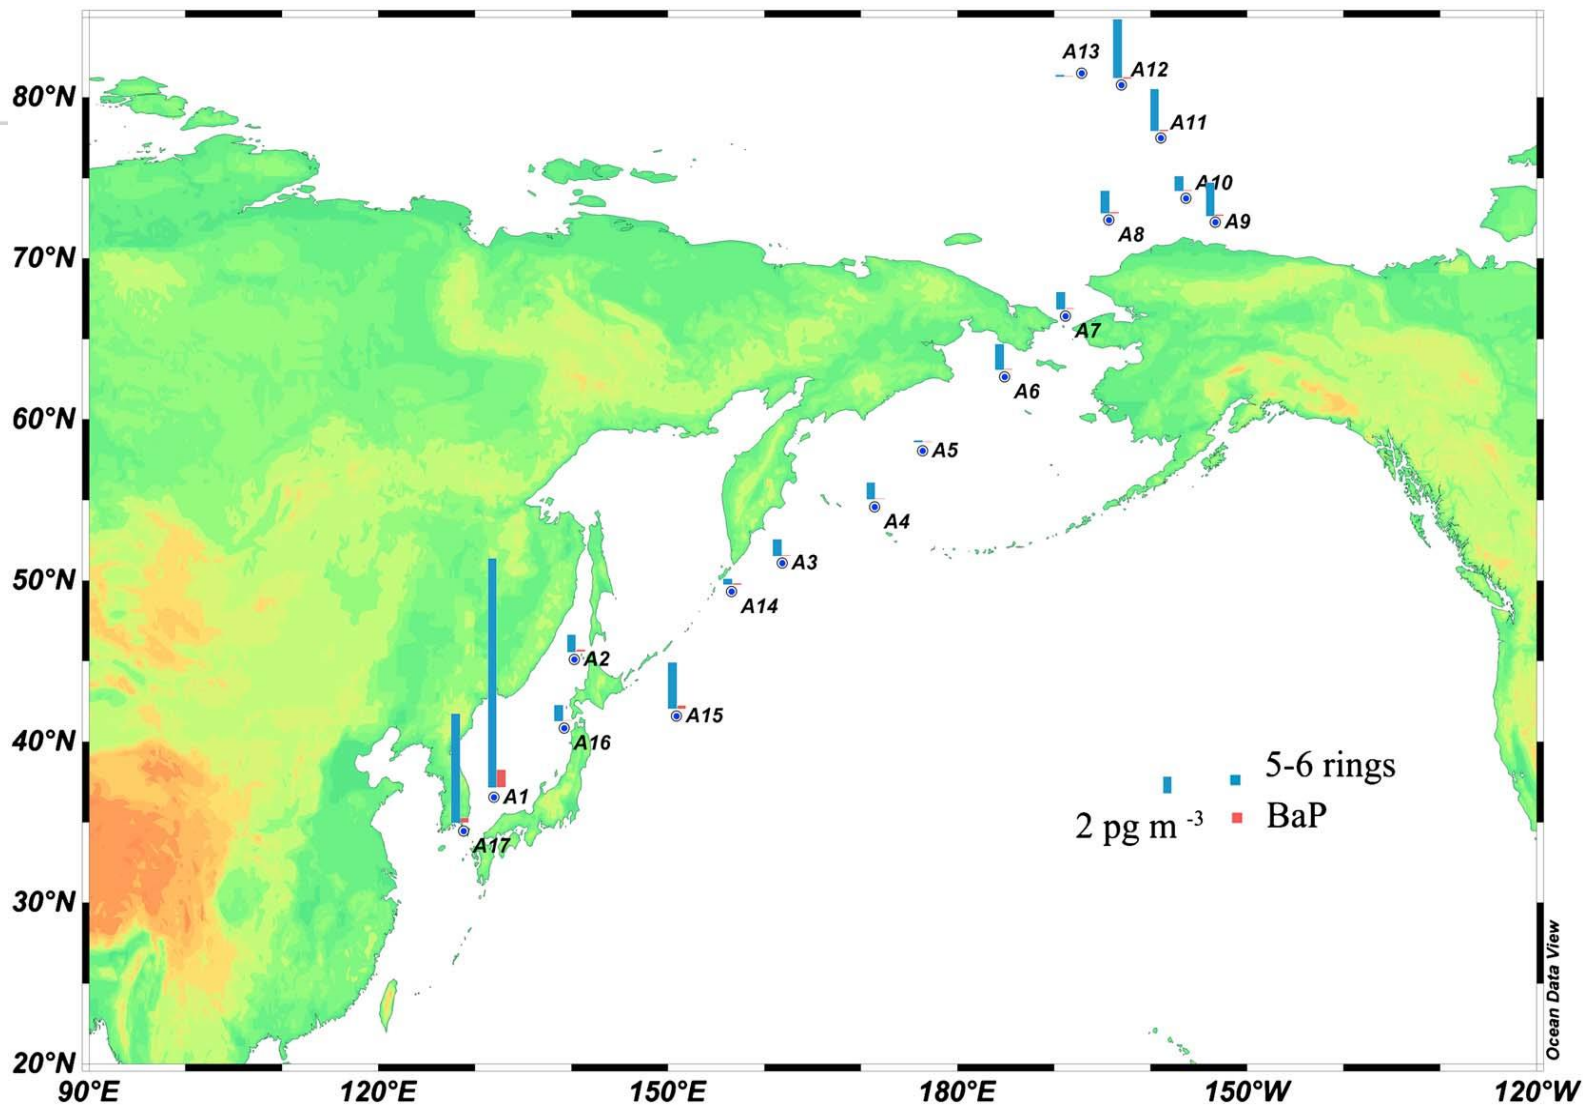 A13
A12
80°N
A11
A10
A8
A9
70°N
A7
A6
60°N
A5
A4
A3
50°N
A14
A2
A15
40°N
A16
5-6 rings
A1
2 pg m -3
BaP
A17
30°N
Ocean Data View
20°N
90°E 120°E 150°E 180°E 150°W 120°W